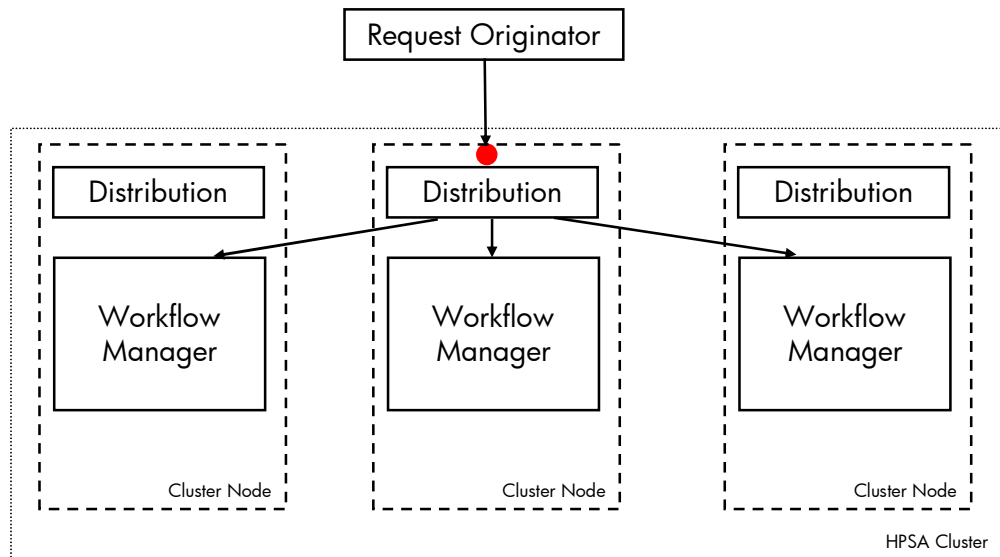 Request Originator
Distribution
Distribution
Distribution
Workflow
Manager
Workflow
Manager
Workflow
Manager
Cluster Node
Cluster Node
Cluster Node
HPSA Cluster